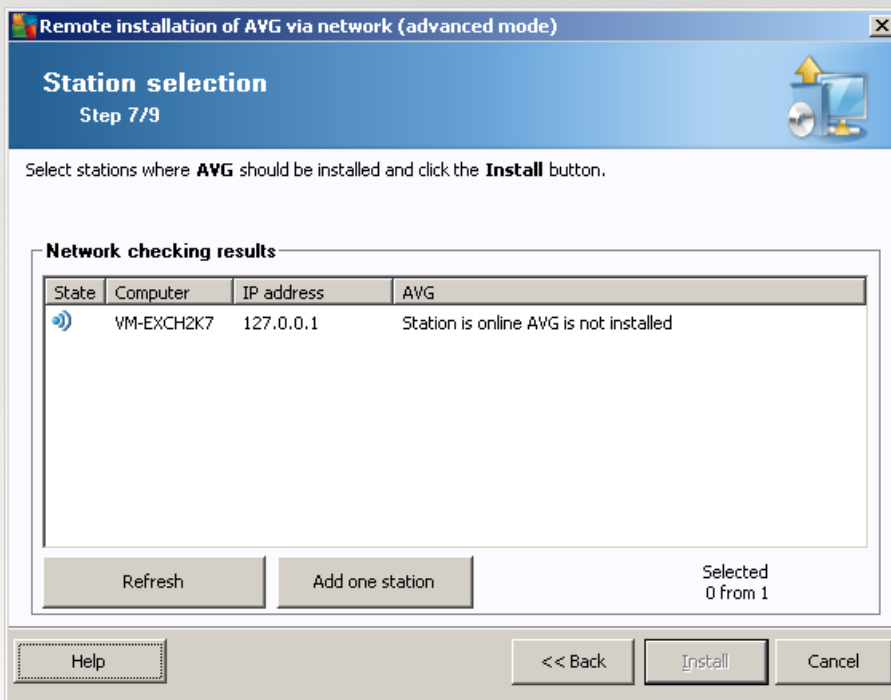 Remote installation of AVG via network (advanced mode)
Station selection
Step 7/9
Select stations where AVG should be installed and click the Install button.
Network checking results
State Computer IP address AVG
VM-EXCH2K7 127.0.0.1 Station is online AVG is not installed
Refresh Add one station Selected
0 from 1
Help << Back Install Cancel